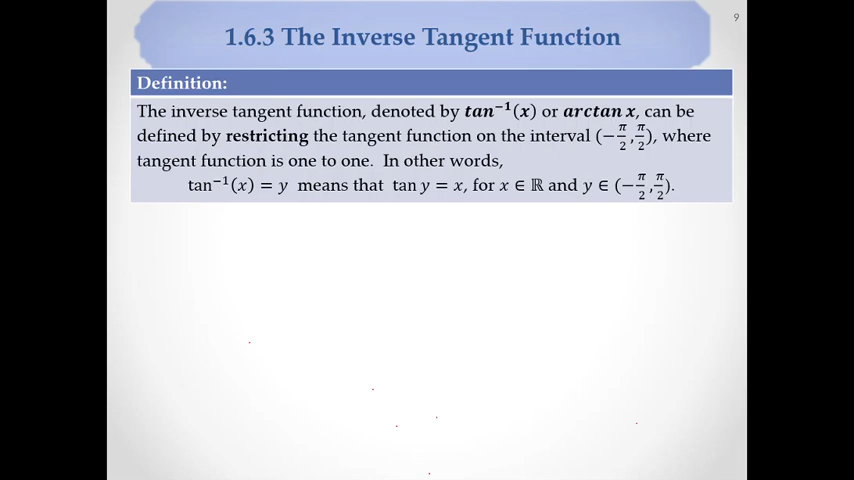 9
1.6.3 The Inverse Tangent Function
Definition:
The inverse tangent function, denoted by tan⁻¹(x) or arctan x, can be
defined by restricting the tangent function on the interval (−π/2, π/2), where
tangent function is one to one. In other words,
tan⁻¹(x) = y means that tan y = x, for x ∈ ℝ and y ∈ (−π/2, π/2).